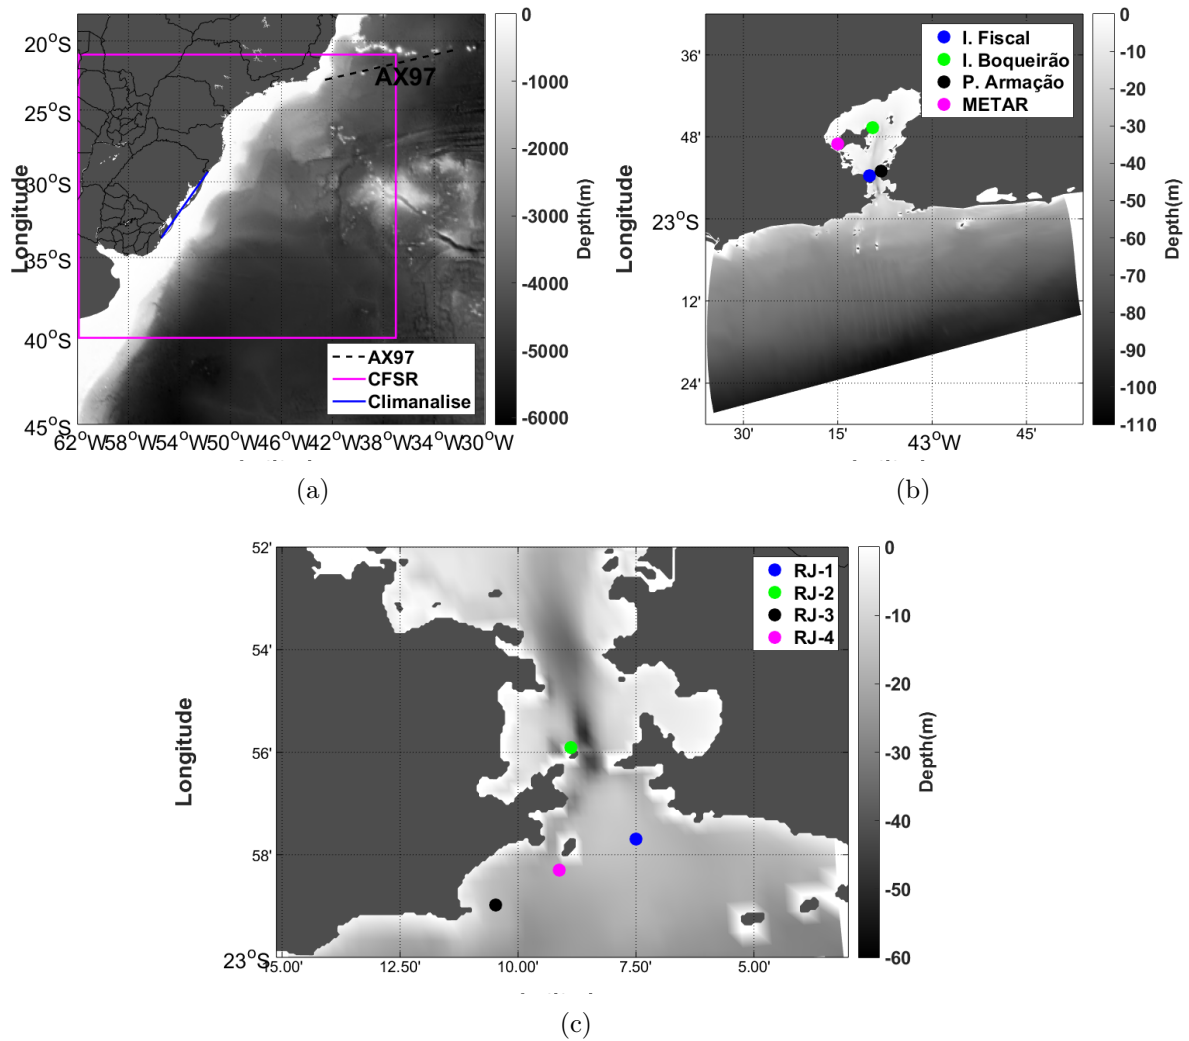 20°S
25°S
30°S
35°S
40°S
45°S
62°W 58°W 54°W 50°W 46°W 42°W 38°W 34°W 30°W
Longitude
AX97
AX97
CFSR
Climanalise
0
-1000
-2000
-3000
-4000
-5000
-6000
Depth(m)
(a)
36'
48'
23°S
12'
24'
30' 15' 43°W 45'
Longitude
I. Fiscal
I. Boqueirão
P. Armação
METAR
0
-10
-20
-30
-40
-50
-60
-70
-80
-90
-100
-110
Depth(m)
(b)
52'
54'
56'
58'
23°S
15.00' 12.50' 10.00' 7.50' 5.00'
Longitude
RJ-1
RJ-2
RJ-3
RJ-4
0
-10
-20
-30
-40
-50
-60
Depth(m)
(c)